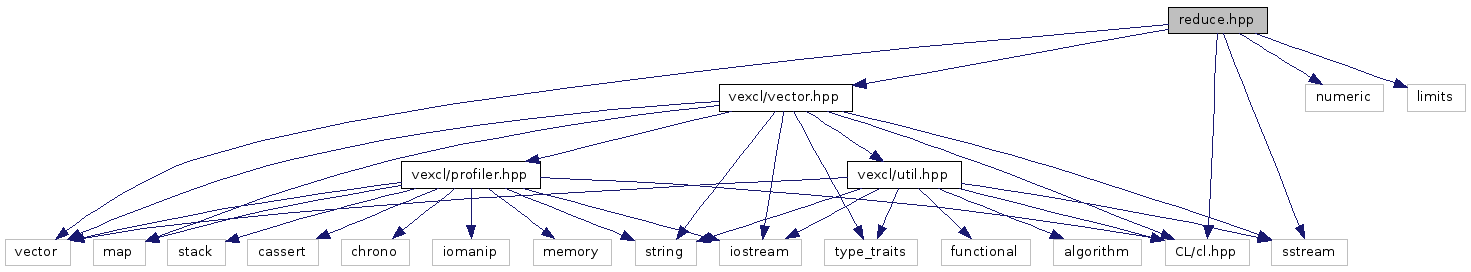 reduce.hpp
vexcl/vector.hpp
numeric
limits
vexcl/profiler.hpp
vexcl/util.hpp
vector
map
stack
cassert
chrono
iomanip
memory
string
iostream
type_traits
functional
algorithm
CL/cl.hpp
sstream